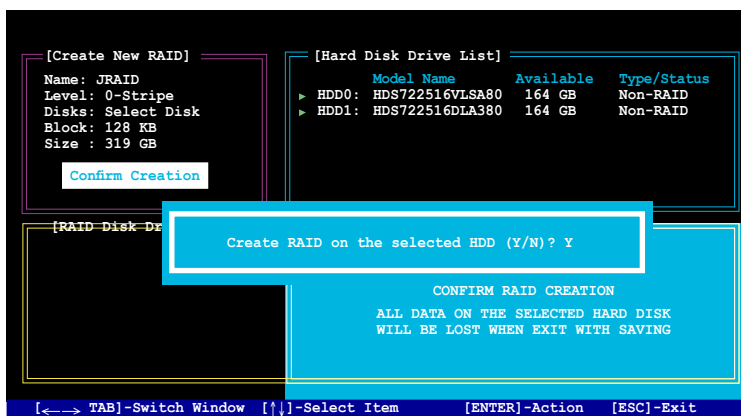 [Create New RAID]
Name: JRAID
Level: 0-Stripe
Disks: Select Disk
Block: 128 KB
Size : 319 GB
Confirm Creation
[Hard Disk Drive List]
Model Name Available Type/Status
▶ HDD0: HDS722516VLSA80 164 GB Non-RAID
▶ HDD1: HDS722516DLA380 164 GB Non-RAID
[RAID Disk Dr
Create RAID on the selected HDD (Y/N)? Y
CONFIRM RAID CREATION
ALL DATA ON THE SELECTED HARD DISK
WILL BE LOST WHEN EXIT WITH SAVING
[←→ TAB]-Switch Window [↑↓]-Select Item [ENTER]-Action [ESC]-Exit